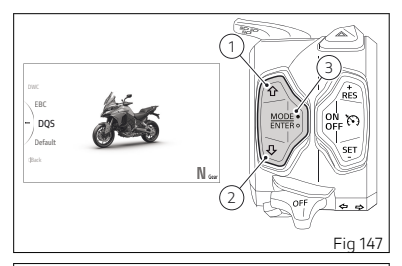 1
3
DWC
EBC
DQS
Default
Back
N Gear
MODE
ENTER
+
RES
ON
OFF
SET
-
2
OFF
Fig 147